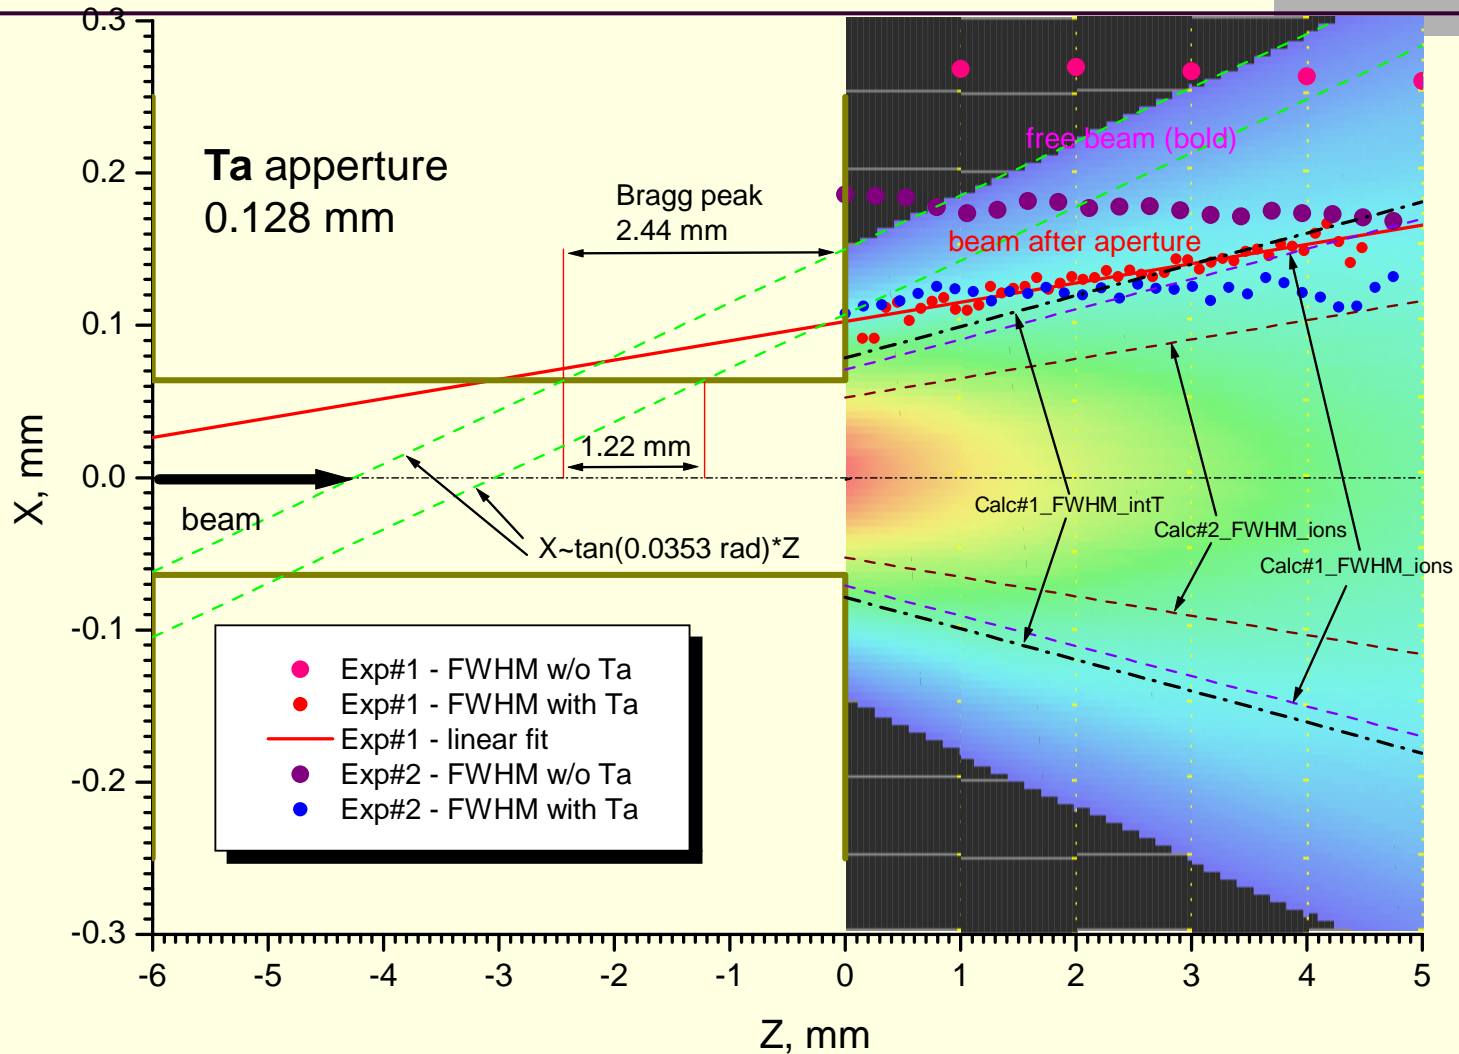 0.3
0.2
0.1
0.0
-0.1
-0.2
-0.3
X, mm
Ta apperture
0.128 mm
Bragg peak
2.44 mm
free beam (bold)
beam after aperture
1.22 mm
beam
X~tan(0.0353 rad)*Z
Calc#1_FWHM_intT
Calc#2_FWHM_ions
Calc#1_FWHM_ions
Exp#1 - FWHM w/o Ta
Exp#1 - FWHM with Ta
Exp#1 - linear fit
Exp#2 - FWHM w/o Ta
Exp#2 - FWHM with Ta
-6 -5 -4 -3 -2 -1 0 1 2 3 4 5
Z, mm